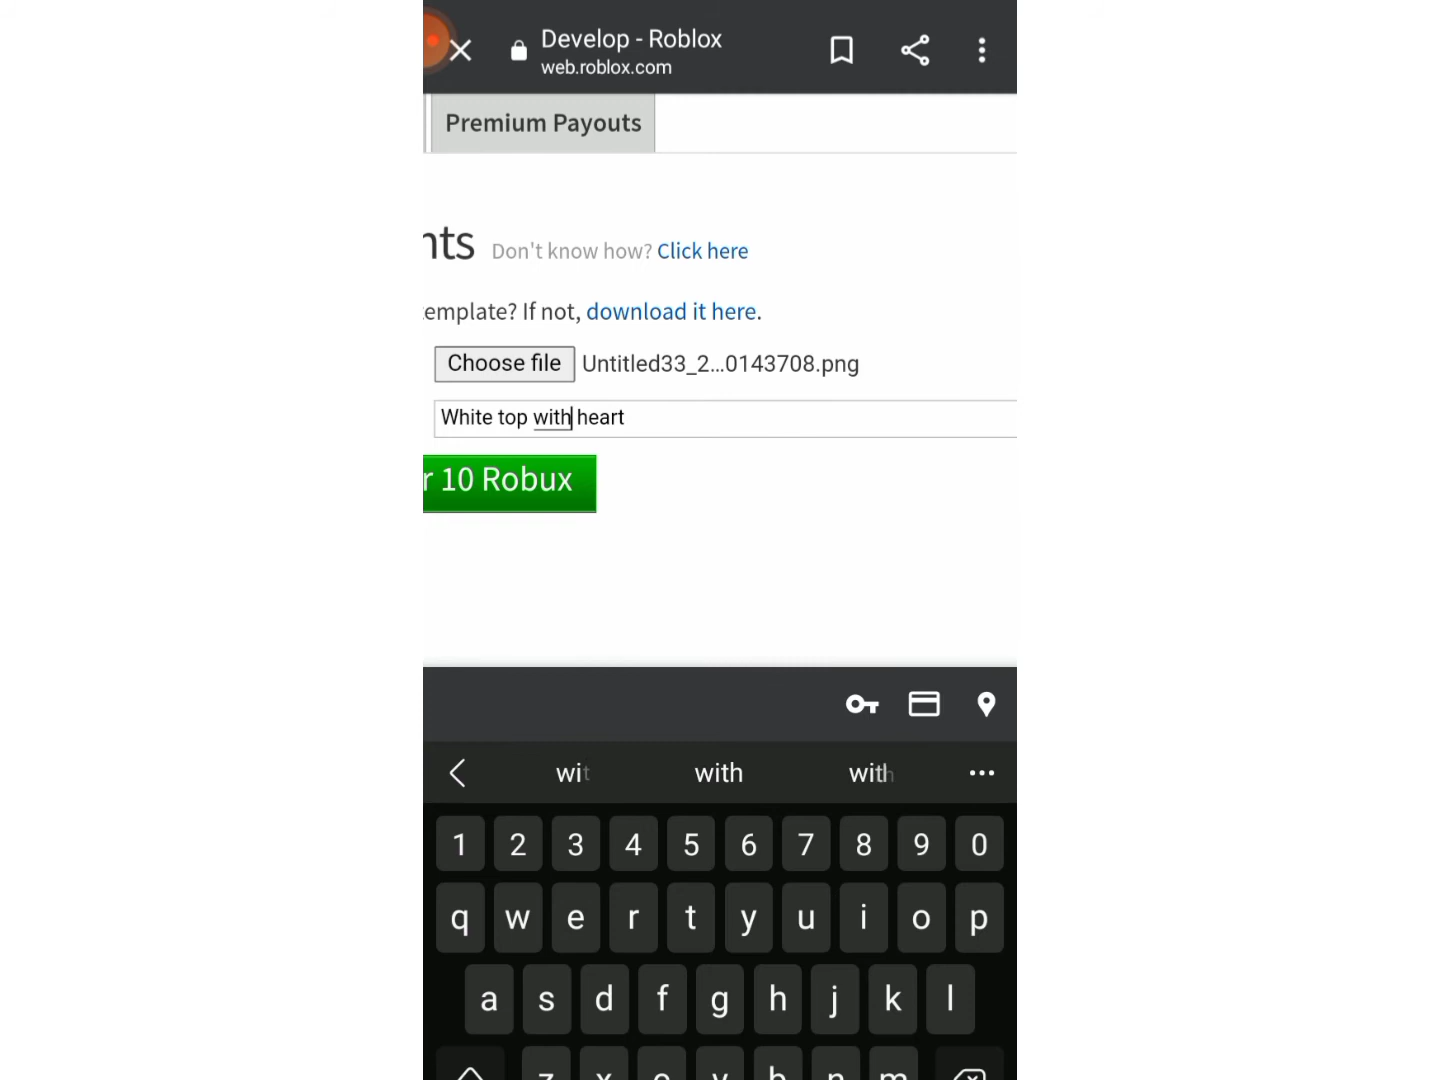 Develop - Roblox
web.roblox.com
Premium Payouts
nts Don't know how? Click here
template? If not, download it here.
Choose file Untitled33_2...0143708.png
White top with heart
r 10 Robux
wit with with
1 2 3 4 5 6 7 8 9 0
q w e r t y u i o p
a s d f g h j k l
z x c v b n m